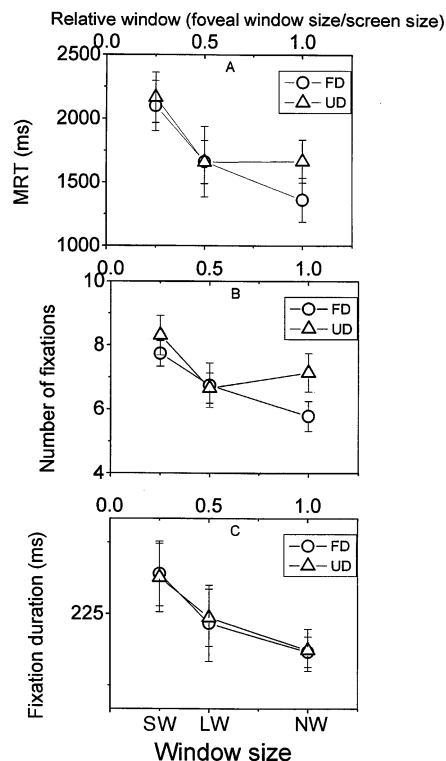 Relative window (foveal window size/screen size)
0.0 0.5 1.0
A
2500
2000
1500
1000
MRT (ms)
FD
UD
0.0 0.5 1.0
B
10
8
6
4
Number of fixations
FD
UD
0.0 0.5 1.0
C
225
Fixation duration (ms)
FD
UD
SW LW NW
Window size